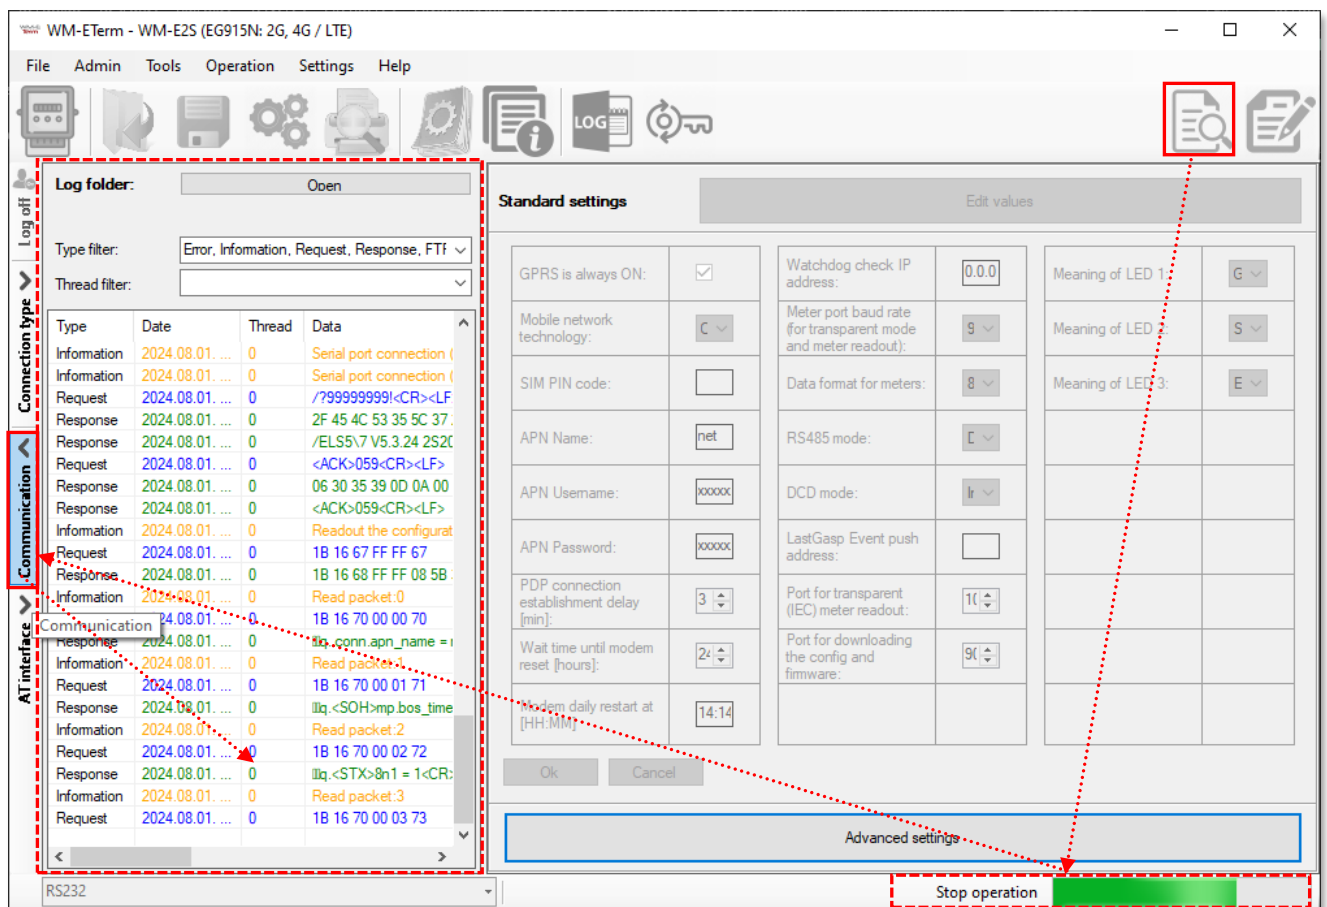 WM-ETerm - WM-E2S (EG915N: 2G, 4G / LTE)
File Admin Tools Operation Settings Help
LOG
Log off
Connection type
Communication
AT interface
Log folder:
Open
Type filter:
Error, Information, Request, Response, FTF
Thread filter:
Type Date Thread Data
Information 2024.08.01. ... 0 Serial port connection (
Information 2024.08.01. ... 0 Serial port connection (
Request 2024.08.01. ... 0 /?99999999!<CR><LF
Response 2024.08.01. ... 0 2F 45 4C 53 35 5C 37
Response 2024.08.01. ... 0 /ELS5\7 V5.3.24 2S20
Request 2024.08.01. ... 0 <ACK>059<CR><LF>
Response 2024.08.01. ... 0 06 30 35 39 0D 0A 00
Response 2024.08.01. ... 0 <ACK>059<CR><LF>
Information 2024.08.01. ... 0 Readout the configurat
Request 2024.08.01. ... 0 1B 16 67 FF FF 67
Response 2024.08.01. ... 0 1B 16 68 FF FF 08 5B
Information 2024.08.01. ... 0 Read packet:0
24.08.01. ... 0 1B 16 70 00 00 70
Communication
Response 2024.08.01. ... 0 q. conn.apn_name =
Information 2024.08.01. ... 0 Read packet:1
Request 2024.08.01. ... 0 1B 16 70 00 01 71
Response 2024.08.01. ... 0 q.<SOH>mp.bos_time
Information 2024.08.01. ... 0 Read packet:2
Request 2024.08.01. ... 0 1B 16 70 00 02 72
Response 2024.08.01. ... 0 q.<STX>&n1 = 1<CR>
Information 2024.08.01. ... 0 Read packet:3
Request 2024.08.01. ... 0 1B 16 70 00 03 73
RS232
Standard settings
Edit values
GPRS is always ON:
Mobile network
technology:
SIM PIN code:
APN Name:
net
APN Username:
xxxxx
APN Password:
xxxxx
PDP connection
establishment delay
[min]:
3
Wait time until modem
reset [hours]:
24
Modem daily restart at
[HH:MM]
14:14
Watchdog check IP
address:
0.0.0
Meter port baud rate
(for transparent mode
and meter readout):
9
Data format for meters:
8
RS485 mode:
DCD mode:
Ir
LastGasp Event push
address:
Port for transparent
(IEC) meter readout:
Port for downloading
the config and
firmware:
Meaning of LED 1:
G
Meaning of LED 2:
S
Meaning of LED 3:
E
Ok
Cancel
Advanced settings
Stop operation